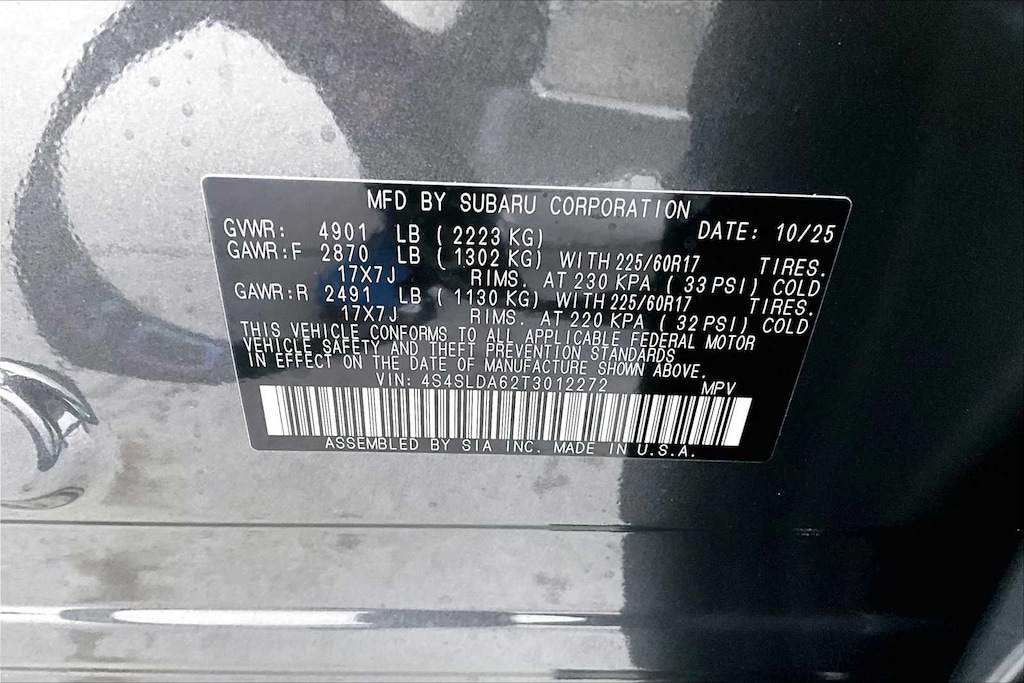 MFD BY SUBARU CORPORATION
GVWR: 4901 LB ( 2223 KG) DATE: 10/25
GAWR:F 2870 LB ( 1302 KG) WITH 225/60R17 TIRES.
17X7J RIMS. AT 230 KPA ( 33 PSI) COLD
GAWR:R 2491 LB ( 1130 KG) WITH 225/60R17 TIRES.
17X7J RIMS. AT 220 KPA ( 32 PSI) COLD
THIS VEHICLE CONFORMS TO ALL APPLICABLE FEDERAL MOTOR
VEHICLE SAFETY AND THEFT PREVENTION STANDARDS
IN EFFECT ON THE DATE OF MANUFACTURE SHOWN ABOVE.
VIN: 4S4SLDA62T3012272 MPV
ASSEMBLED BY SIA INC. MADE IN U.S.A.